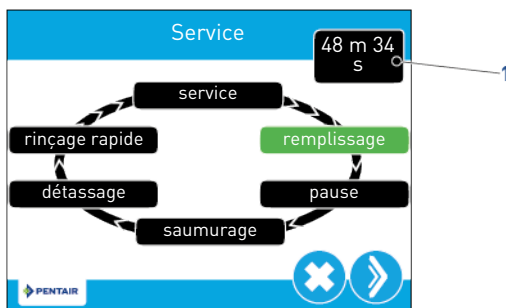 Service
48 m 34
s
1
service
rinçage rapide
remplissage
détassage
pause
saumurage
PENTAIR